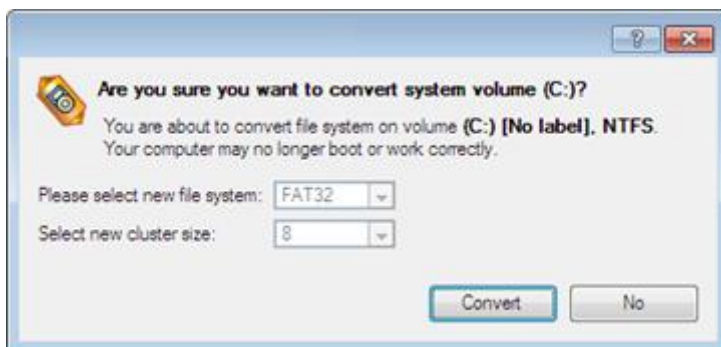 Are you sure you want to convert system volume (C:)?
You are about to convert file system on volume (C:) [No label], NTFS.
Your computer may no longer boot or work correctly.
Please select new file system: FAT32
Select new cluster size: 8
Convert No